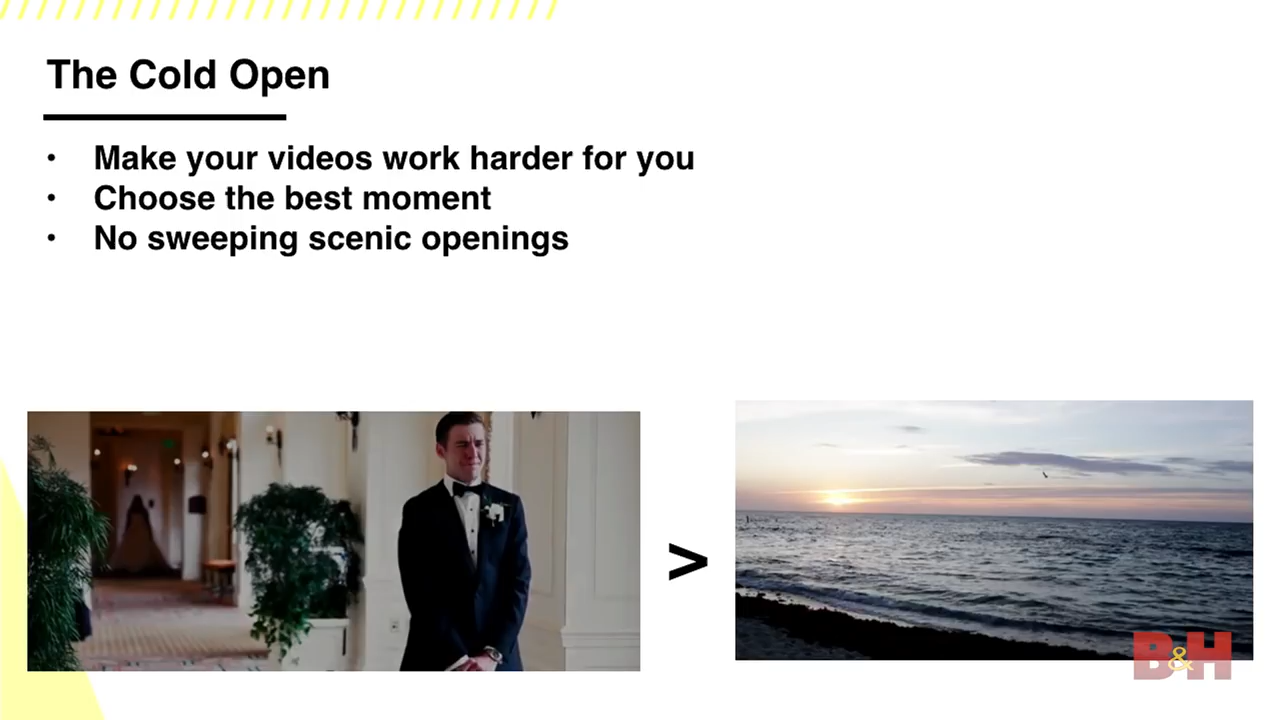 The Cold Open
• Make your videos work harder for you
• Choose the best moment
• No sweeping scenic openings
>
B&H